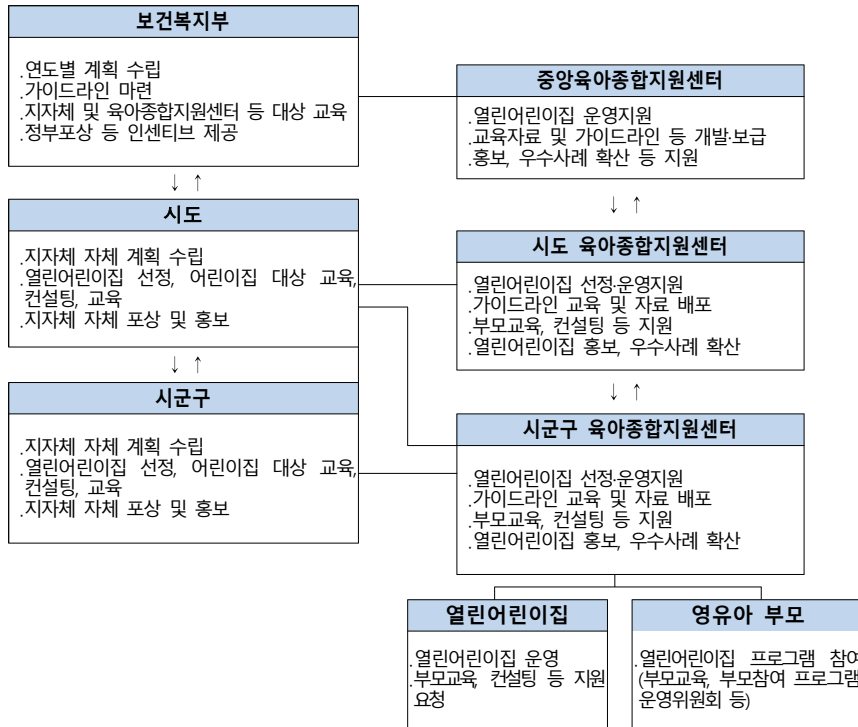 보건복지부
.연도별 계획 수립
.가이드라인 마련
.지자체 및 육아종합지원센터 등 대상 교육
.정부포상 등 인센티브 제공
↓ ↑
시도
.지자체 자체 계획 수립
.열린어린이집 선정, 어린이집 대상 교육,
컨설팅, 교육
.지자체 자체 포상 및 홍보
↓ ↑
시군구
.지자체 자체 계획 수립
.열린어린이집 선정, 어린이집 대상 교육,
컨설팅, 교육
.지자체 자체 포상 및 홍보
중앙육아종합지원센터
.열린어린이집 운영지원
.교육자료 및 가이드라인 등 개발·보급
.홍보, 우수사례 확산 등 지원
↓ ↑
시도 육아종합지원센터
.열린어린이집 선정·운영지원
.가이드라인 교육 및 자료 배포
.부모교육, 컨설팅 등 지원
.열린어린이집 홍보, 우수사례 확산
↓ ↑
시군구 육아종합지원센터
.열린어린이집 선정·운영지원
.가이드라인 교육 및 자료 배포
.부모교육, 컨설팅 등 지원
.열린어린이집 홍보, 우수사례 확산
열린어린이집
.열린어린이집 운영
.부모교육, 컨설팅 등 지원
요청
영유아 부모
.열린어린이집 프로그램 참여
(부모교육, 부모참여 프로그램,
운영위원회 등)